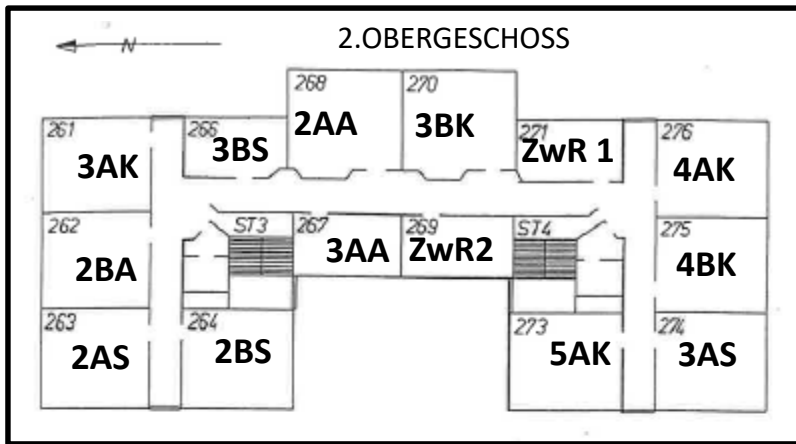 2.OBERGESCHOSS
N
268
2AA
270
3BK
261
3AK
266
3BS
271
ZwR 1
276
4AK
262
2BA
ST3
267
3AA
269
ZwR2
ST4
275
4BK
263
2AS
264
2BS
273
5AK
274
3AS